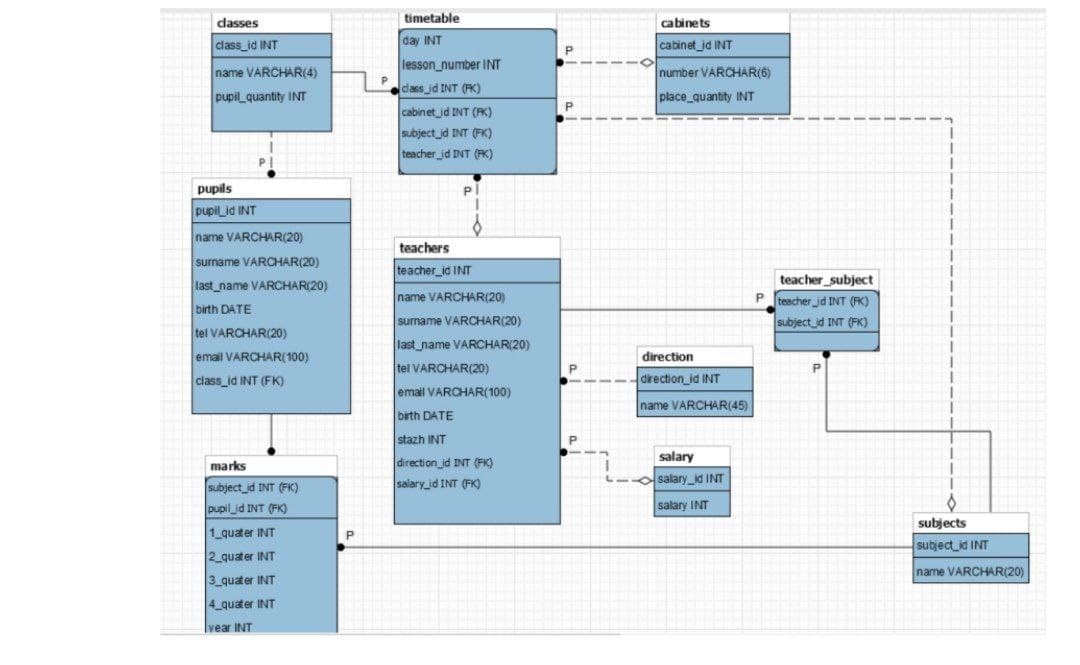 classes
class_id INT
name VARCHAR(4)
pupil_quantity INT
P
timetable
day INT
lesson_number INT
class_id INT (FK)
cabinet_id INT (FK)
subject_id INT (FK)
teacher_id INT (FK)
P
P
P
cabinets
cabinet_id INT
number VARCHAR(6)
place_quantity INT
P
pupils
pupil_id INT
name VARCHAR(20)
surname VARCHAR(20)
last_name VARCHAR(20)
birth DATE
tel VARCHAR(20)
email VARCHAR(100)
class_id INT (FK)
teachers
teacher_id INT
name VARCHAR(20)
surname VARCHAR(20)
last_name VARCHAR(20)
tel VARCHAR(20)
email VARCHAR(100)
birth DATE
stazh INT
direction_id INT (FK)
salary_id INT (FK)
P
P
P
teacher_subject
teacher_id INT (FK)
subject_id INT (FK)
P
direction
direction_id INT
name VARCHAR(45)
salary
salary_id INT
salary INT
marks
subject_id INT (FK)
pupil_id INT (FK)
1_quater INT
2_quater INT
3_quater INT
4_quater INT
year INT
P
subjects
subject_id INT
name VARCHAR(20)